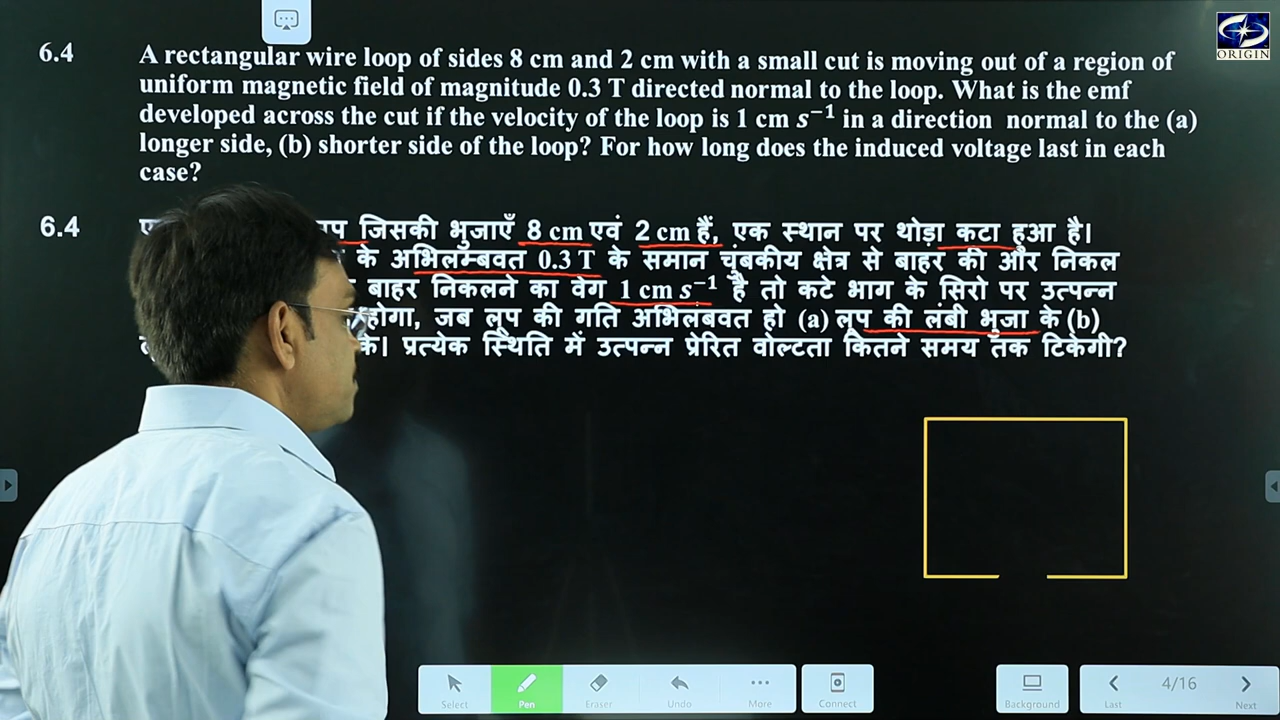 ORIGIN
6.4 A rectangular wire loop of sides 8 cm and 2 cm with a small cut is moving out of a region of
uniform magnetic field of magnitude 0.3 T directed normal to the loop. What is the emf
developed across the cut if the velocity of the loop is 1 cm s⁻¹ in a direction normal to the (a)
longer side, (b) shorter side of the loop? For how long does the induced voltage last in each
case?
6.4 जिसकी भुजाएँ 8 cm एवं 2 cm हैं, एक स्थान पर थोड़ा कटा हुआ है।
के अभिलम्बवत 0.3 T के समान चुंबकीय क्षेत्र से बाहर की और निकल
बाहर निकलने का वेग 1 cm s⁻¹ है तो कटे भाग के सिरो पर उत्पन्न
होगा, जब लूप की गति अभिलंबवत हो (a) लूप की लंबी भुजा के (b)
के। प्रत्येक स्थिति में उत्पन्न प्रेरित वोल्टता कितने समय तक टिकेगी?
Select Pen Eraser Undo More Connect Background Last 4/16 Next